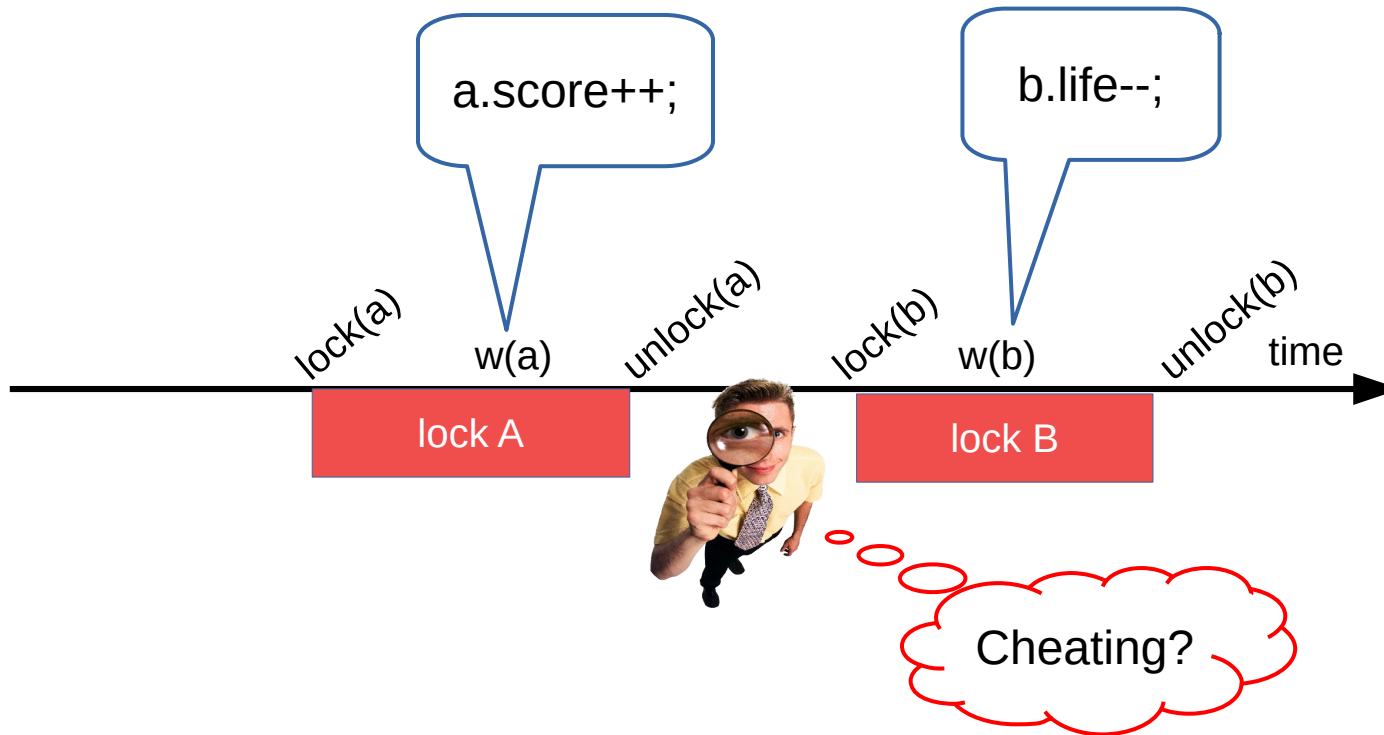 a.score++;
b.life--;
lock(a)
w(a)
unlock(a)
lock(b)
w(b)
unlock(b)
time
lock A
lock B
Cheating?